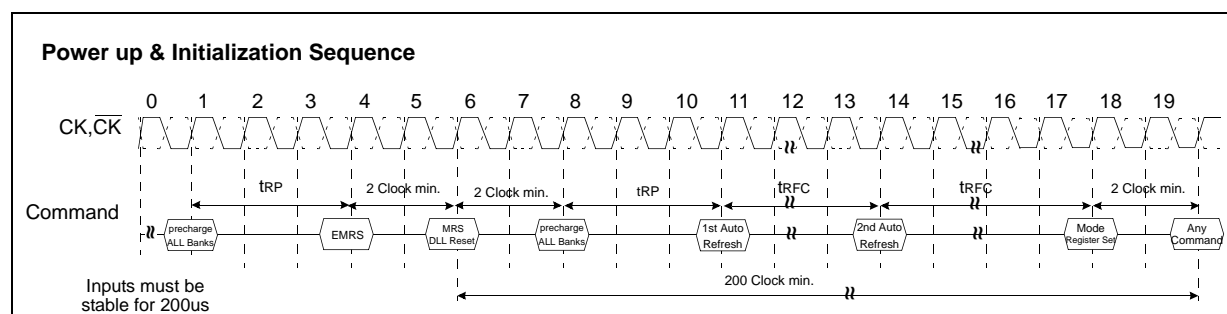 Power up & Initialization Sequence
0 1 2 3 4 5 6 7 8 9 10 11 12 13 14 15 16 17 18 19
CK,CK
tRP 2 Clock min. 2 Clock min. tRP tRFC tRFC 2 Clock min.
Command
precharge
ALL Banks
EMRS
MRS
DLL Reset
precharge
ALL Banks
1st Auto
Refresh
2nd Auto
Refresh
Mode
Register Set
Any
Command
200 Clock min.
Inputs must be
stable for 200us